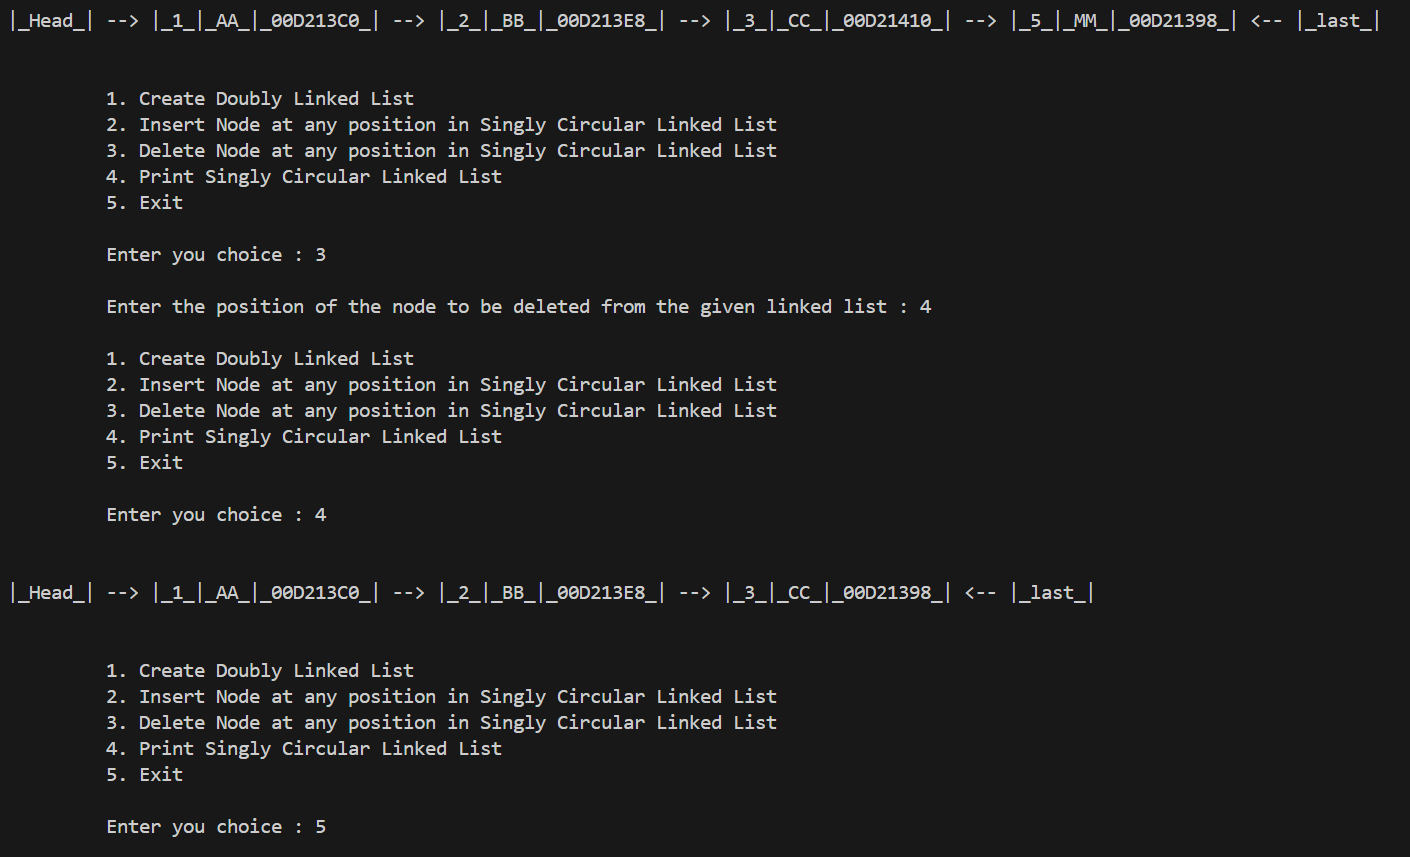 |_Head_| --> |_1_|_AA_|_00D213C0_| --> |_2_|_BB_|_00D213E8_| --> |_3_|_CC_|_00D21410_| --> |_5_|_MM_|_00D21398_| <-- |_last_|
1. Create Doubly Linked List
2. Insert Node at any position in Singly Circular Linked List
3. Delete Node at any position in Singly Circular Linked List
4. Print Singly Circular Linked List
5. Exit
Enter you choice : 3
Enter the position of the node to be deleted from the given linked list : 4
1. Create Doubly Linked List
2. Insert Node at any position in Singly Circular Linked List
3. Delete Node at any position in Singly Circular Linked List
4. Print Singly Circular Linked List
5. Exit
Enter you choice : 4
|_Head_| --> |_1_|_AA_|_00D213C0_| --> |_2_|_BB_|_00D213E8_| --> |_3_|_CC_|_00D21398_| <-- |_last_|
1. Create Doubly Linked List
2. Insert Node at any position in Singly Circular Linked List
3. Delete Node at any position in Singly Circular Linked List
4. Print Singly Circular Linked List
5. Exit
Enter you choice : 5